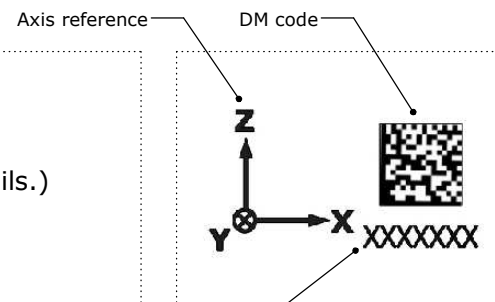 Axis reference
DM code
Z
ils.)
X
Y
XXXXXXX